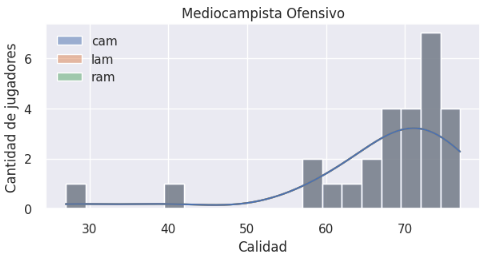 Mediocampista Ofensivo
Cantidad de jugadores
6
4
2
0
cam
lam
ram
30 40 50 60 70
Calidad